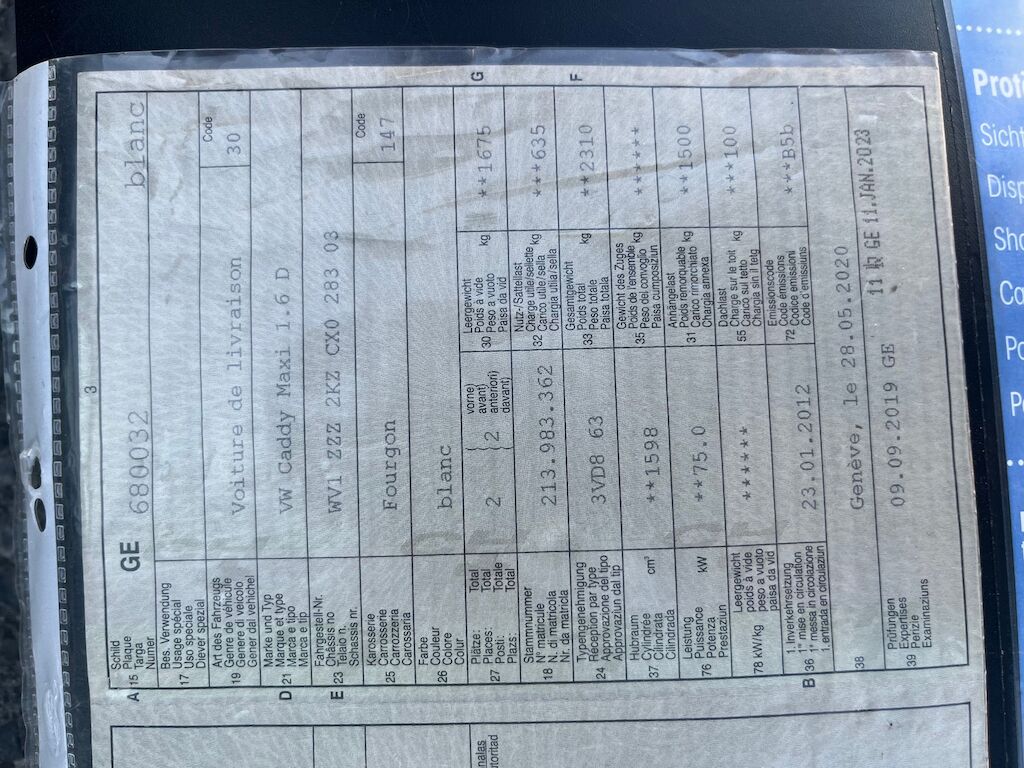 3
Schild
Plaque
A 15 Targa GE 680032 blanc
Numer
Bes. Verwendung
17 Usage spécial
Uso speciale
Diever spezial
Art des Fahrzeugs Code
Genre de véhicule
19 Genere di veicolo Voiture de livraison 30
Gener dal vehichel
Marke und Typ
D 21 Marque et type VW Caddy Maxi 1.6 D
Marca e tipo
Marca e tip
Fahrgestell-Nr.
E 23 Châssis no WV1 ZZZ 2KZ CX0 283 03
Telaio n.
Schassis nr.
Karosserie Code
25 Carrosserie Fourgon 147
Carrozzeria
Carossaria
Farbe
26 Couleur blanc
Colore
Colur
Plätze: Total vorne)
27 Places: Total 2 { 2 avant)
Posti: Totale anteriori)
Plazs: Total davant)
Leergewicht
30 Poids à vide kg **1675 G
Peso a vuoto
Paisa da vid
Stammnummer
18 N° matricule 213.983.362
N. di matricola
Nr. da matricla
Nutz-/Sattellast
32 Charge utile/sellette kg ***635
Carico utile/sella
Chargia utila/sella
Typengenehmigung
24 Réception par type 3VD8 63
Approvazione del tipo
Approvaziun dal tip
Gesamtgewicht
33 Poids total kg **2310 F
Peso totale
Paisa totala
Hubraum
37 Cylindrée cm³ **1598
Cilindrata
Cilindrada
Gewicht des Zuges
35 Poids de l'ensemble kg ******
Peso del convoglio
Paisa cumposiziun
Leistung
76 Puissance kW **75.0
Potenza
Prestaziun
Anhängelast
31 Poids remorquable kg **1500
Carico rimorchiato
Chargia annexa
Leergewicht
78 kW/kg poids à vide ******
peso a vuoto
paisa da vid
Dachlast
55 Charge sur le toit kg ***100
Carico sul tetto
Chargia sin il tetg
1. Inverkehrsetzung
B 36 1re mise en circulation 23.01.2012
1a messa in circolazione
1. entrada en circulaziun
Emissionscode
72 Code émissions ***B5b
Codice emissioni
Code d'emissiuns
38 Genève, le 28.05.2020
Prüfungen
39 Expertises 09.09.2019 GE 11 GE 11.JAN.2023
Perizie
Examinaziuns
nalas
utoritad
Proti
Sicht
Disp
Sho
Ca
Po